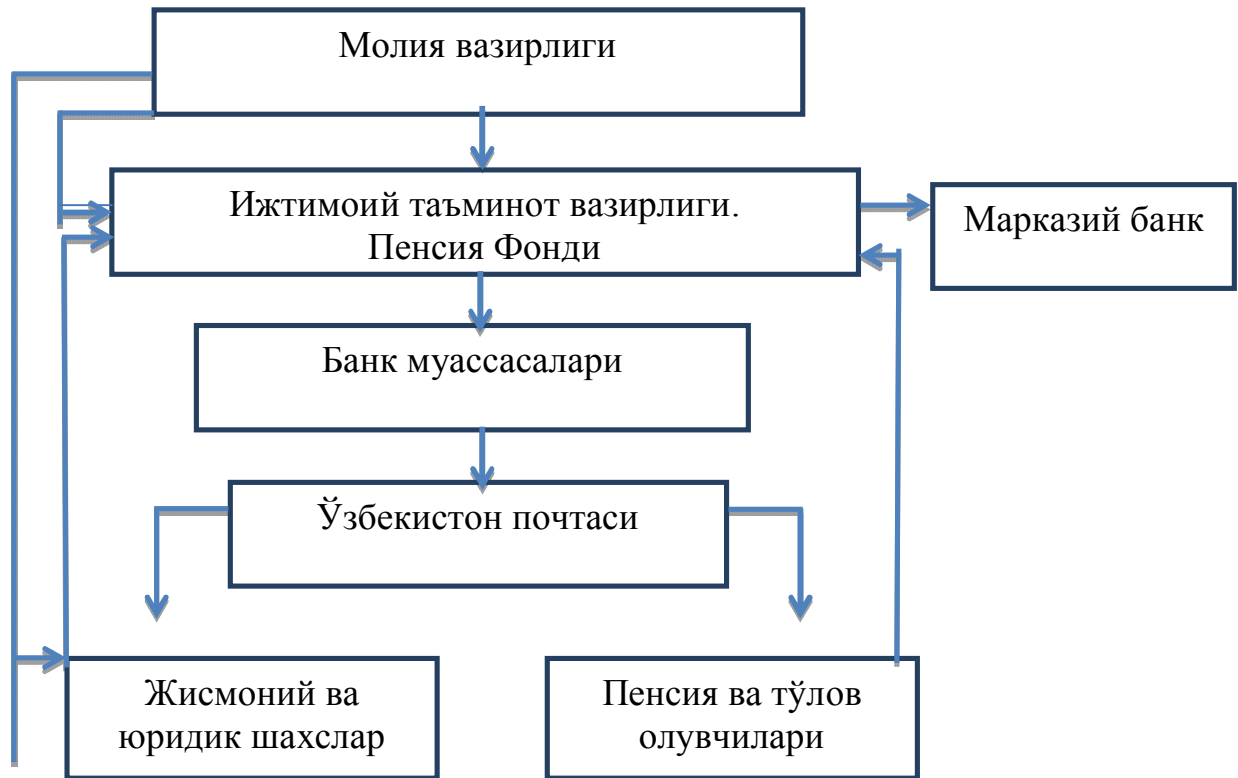 Молия вазирлиги
Ижтимоий таъминот вазирлиги.
Пенсия Фонди
Марказий банк
Банк муассасалари
Ўзбекистон почтаси
Жисмоний ва
юридик шахслар
Пенсия ва тўлов
олувчилари